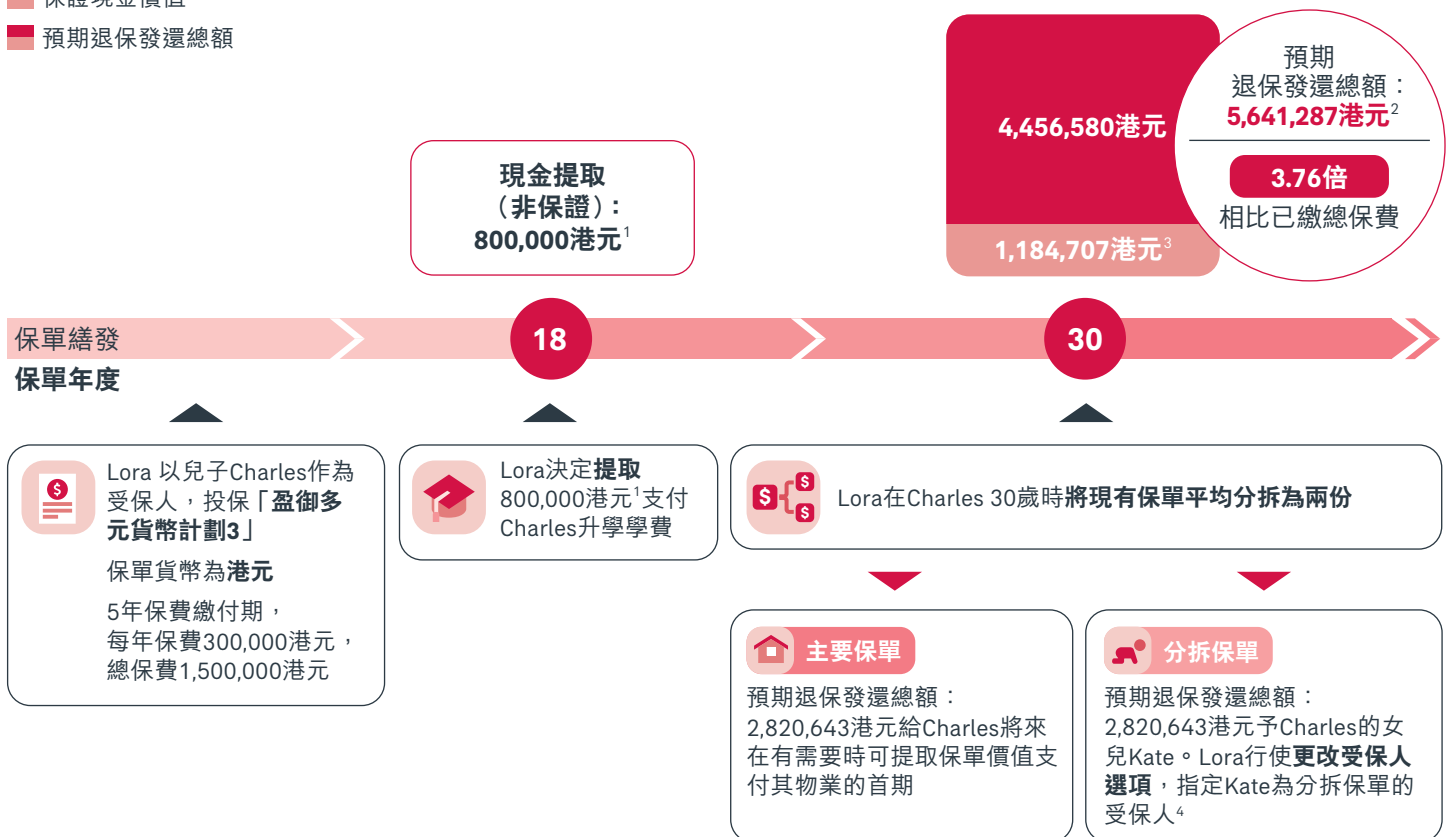 保證現金價值
預期退保發還總額
現金提取
（非保證）：
800,000港元1
4,456,580港元
1,184,707港元3
預期
退保發還總額：
5,641,287港元2
3.76倍
相比已繳總保費
保單繕發
18
30
保單年度
Lora 以兒子Charles作為
受保人，投保「盈御多
元貨幣計劃3」
保單貨幣為港元
5年保費繳付期，
每年保費300,000港元，
總保費1,500,000港元
Lora決定提取
800,000港元1支付
Charles升學學費
Lora在Charles 30歲時將現有保單平均分拆為兩份
主要保單
預期退保發還總額：
2,820,643港元給Charles將來
在有需要時可提取保單價值支
付其物業的首期
分拆保單
預期退保發還總額：
2,820,643港元予Charles的女
兒Kate。Lora行使更改受保人
選項，指定Kate為分拆保單的
受保人4